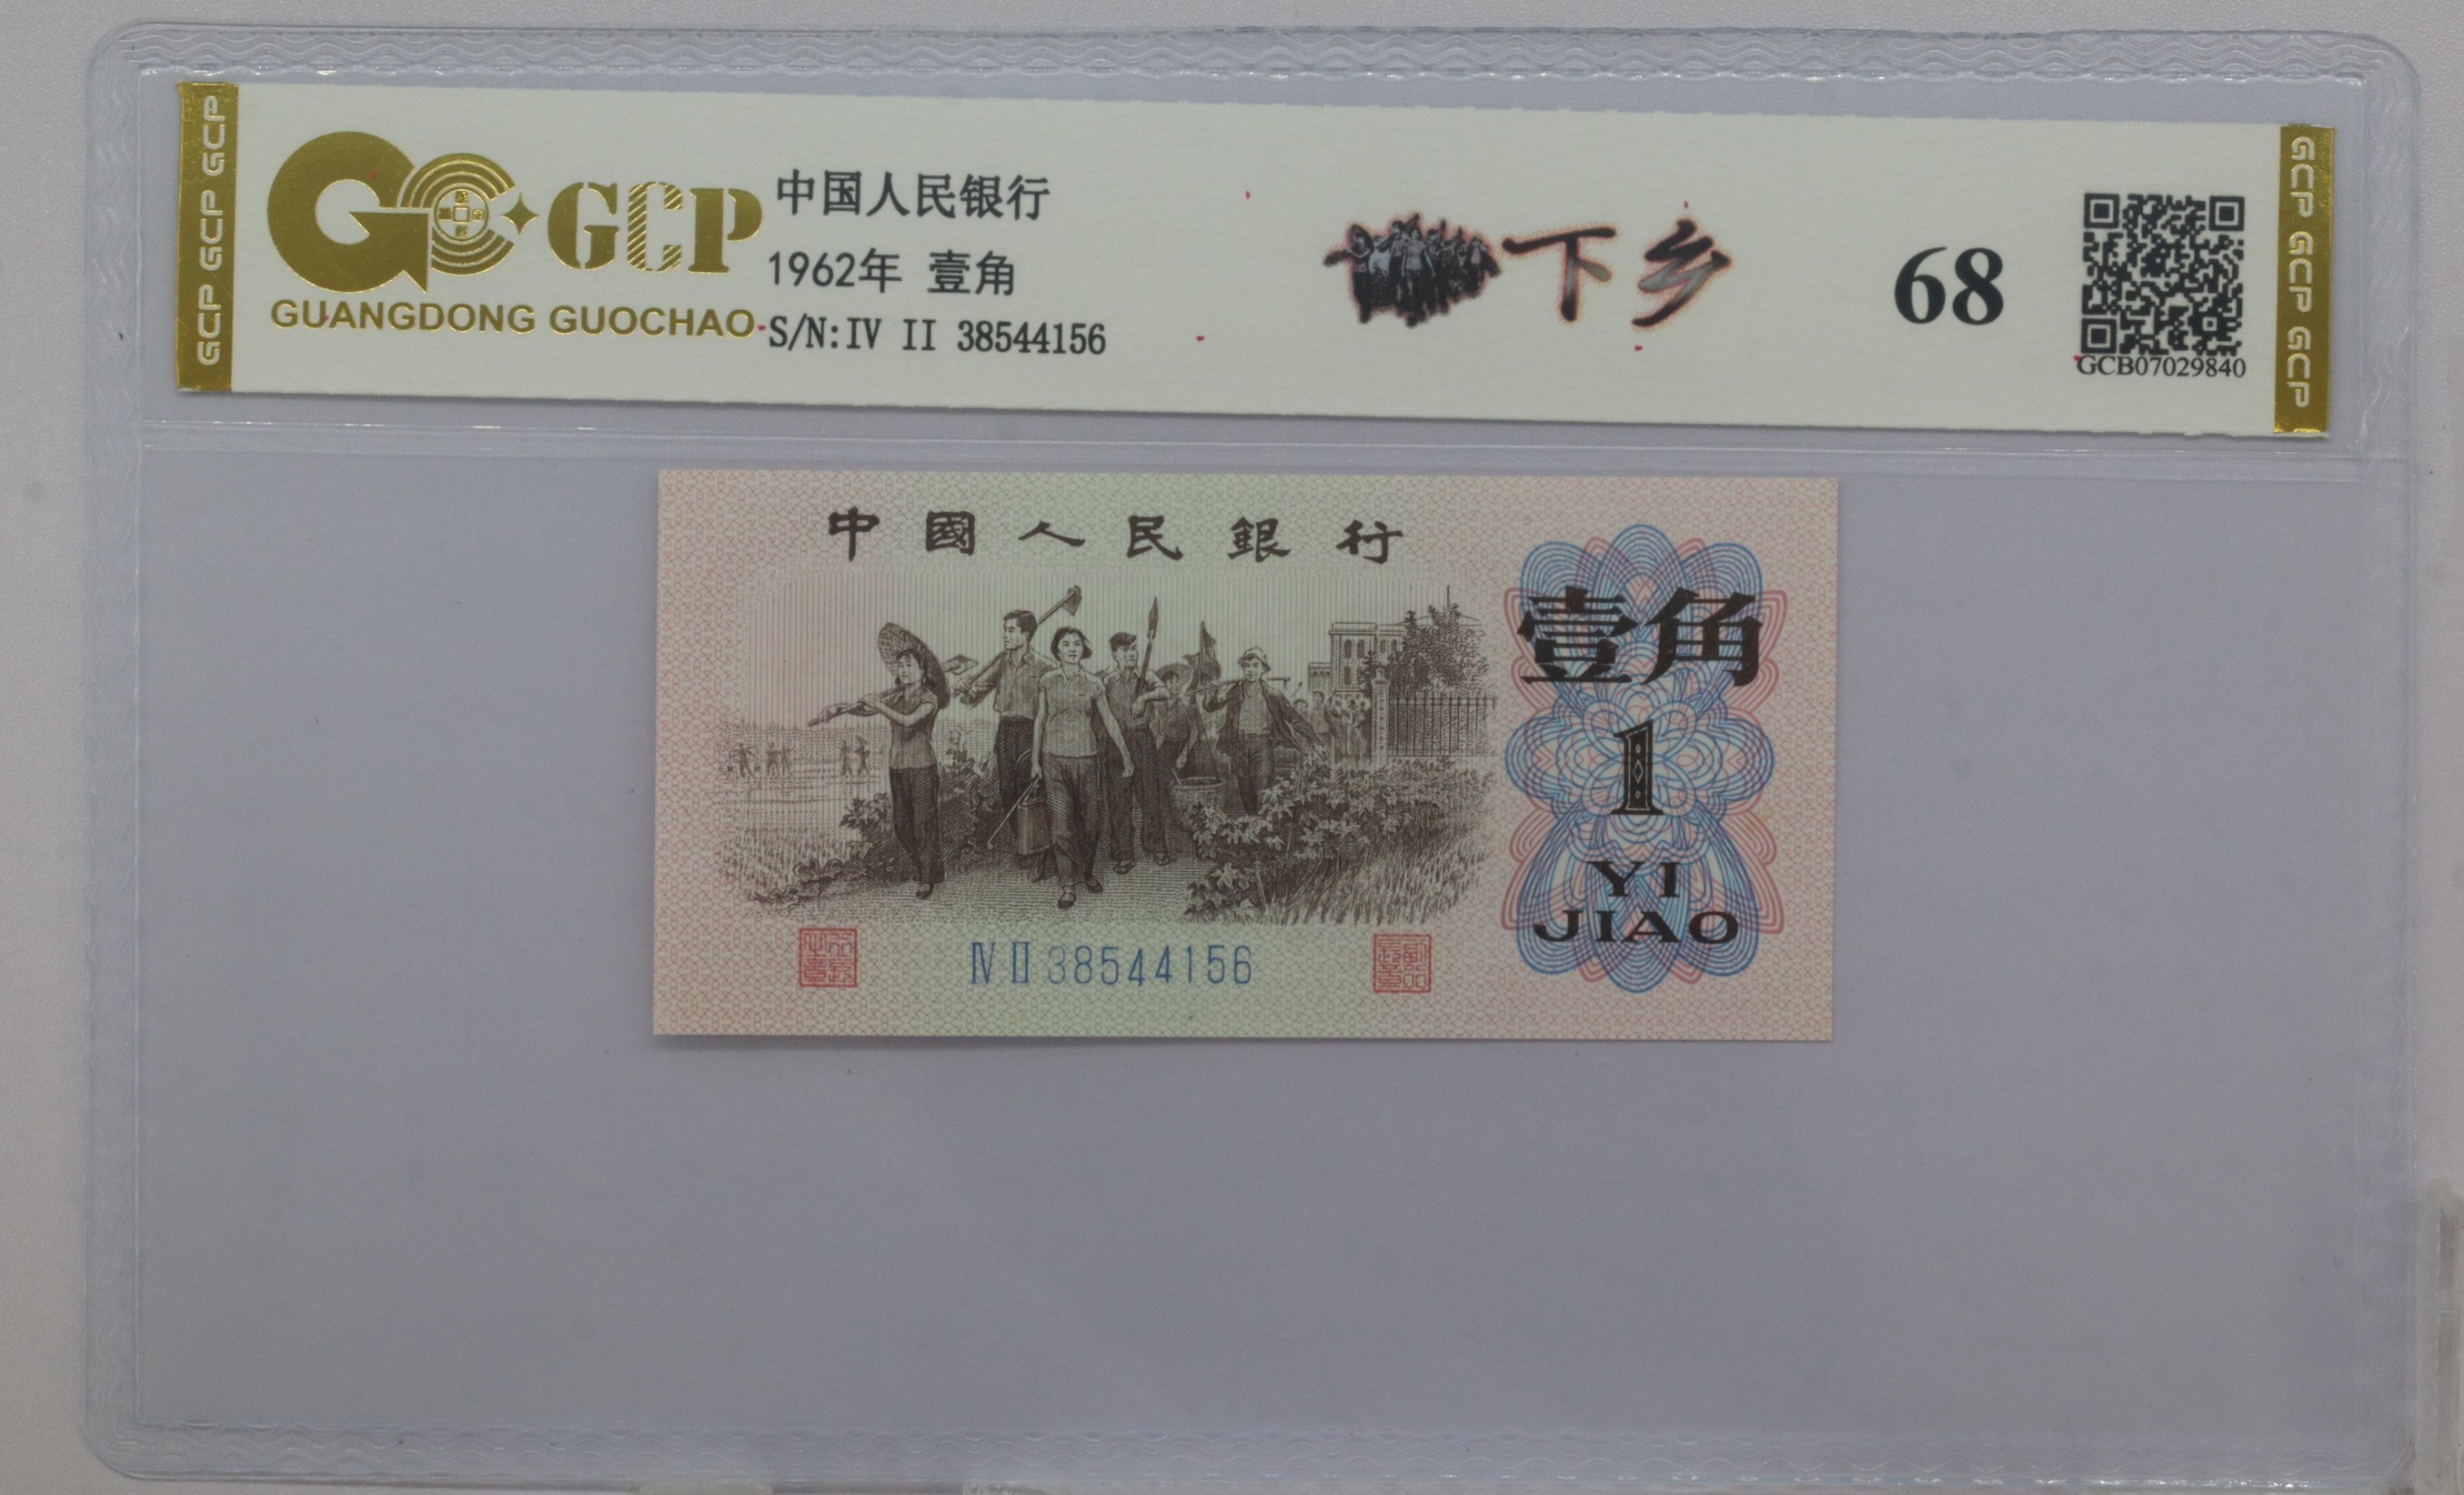 GCP GCP GCP
GCP
GUANGDONG GUOCHAO
中国人民银行
1962年 壹角
S/N:IV II 38544156
下乡
68
GCB07029840
GCP GCP GCP
中國人民銀行
壹角
1
YI
JIAO
Ⅳ Ⅱ 38544156